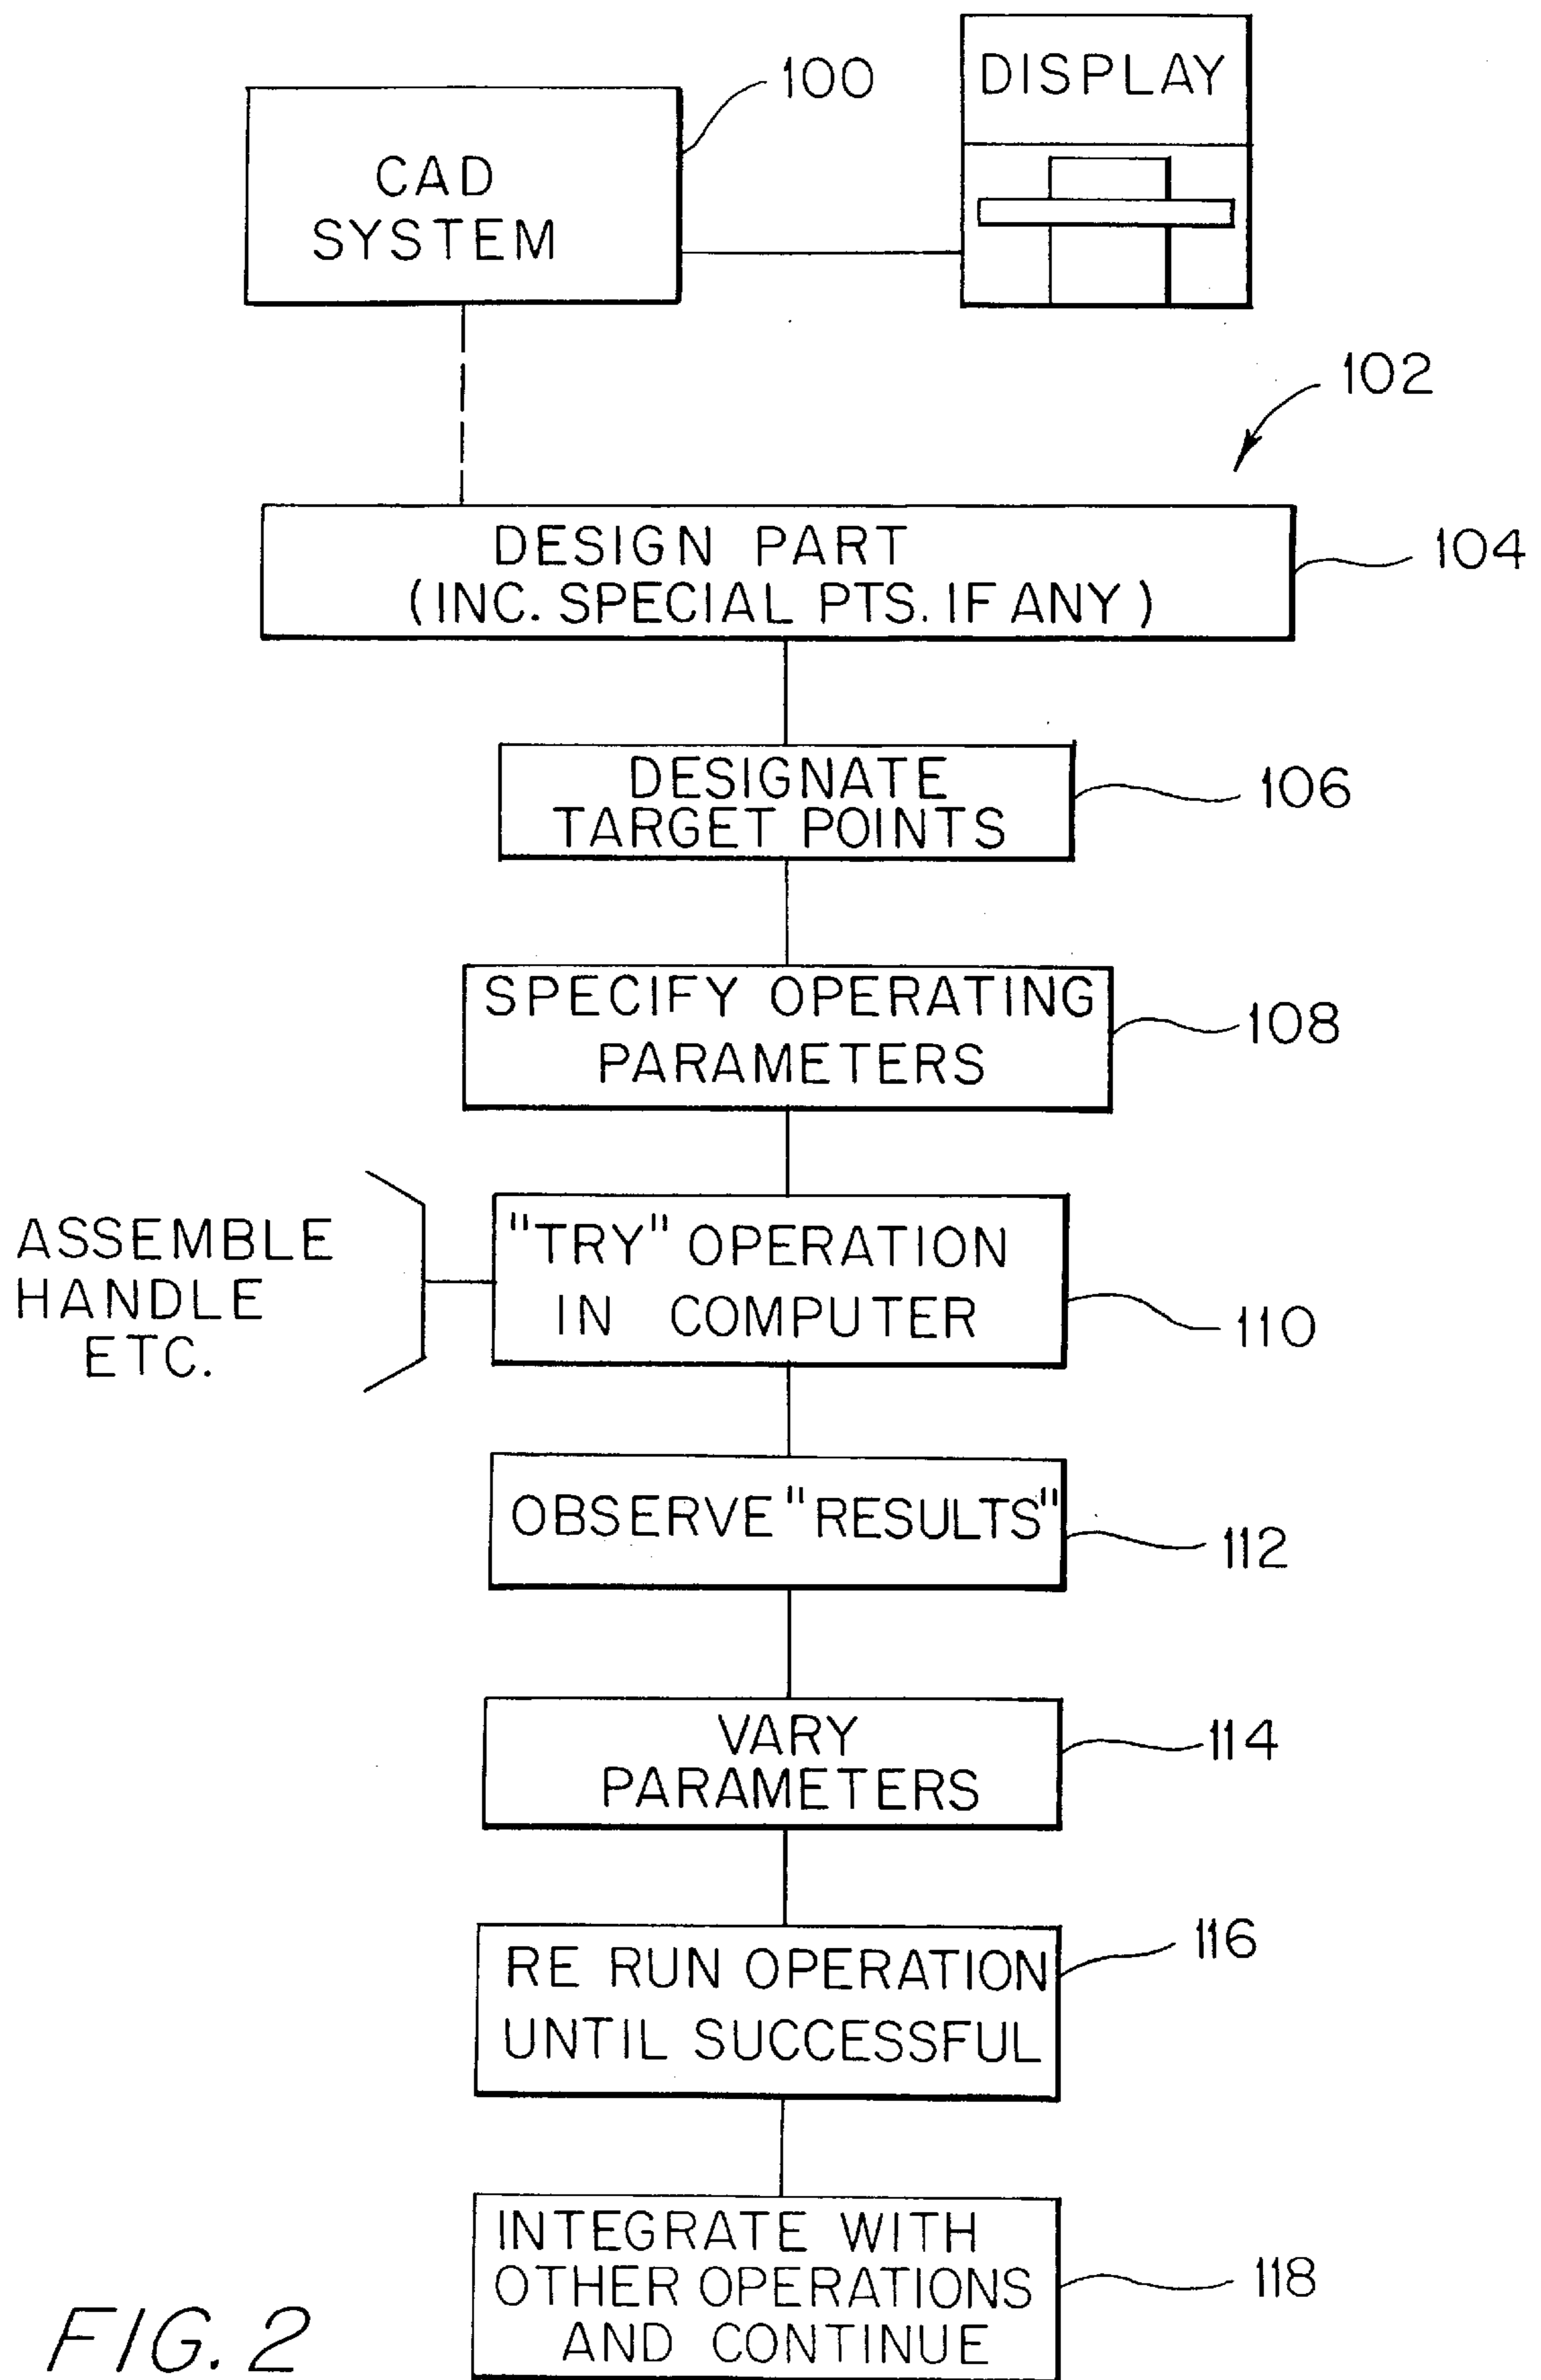 100
DISPLAY
CAD
SYSTEM
102
DESIGN PART
(INC. SPECIAL PTS. IF ANY)
104
DESIGNATE
TARGET POINTS
106
SPECIFY OPERATING
PARAMETERS
108
ASSEMBLE
HANDLE
ETC.
"TRY" OPERATION
IN COMPUTER
110
OBSERVE "RESULTS"
112
VARY
PARAMETERS
114
RE RUN OPERATION
UNTIL SUCCESSFUL
116
INTEGRATE WITH
OTHER OPERATIONS
AND CONTINUE
118
FIG. 2